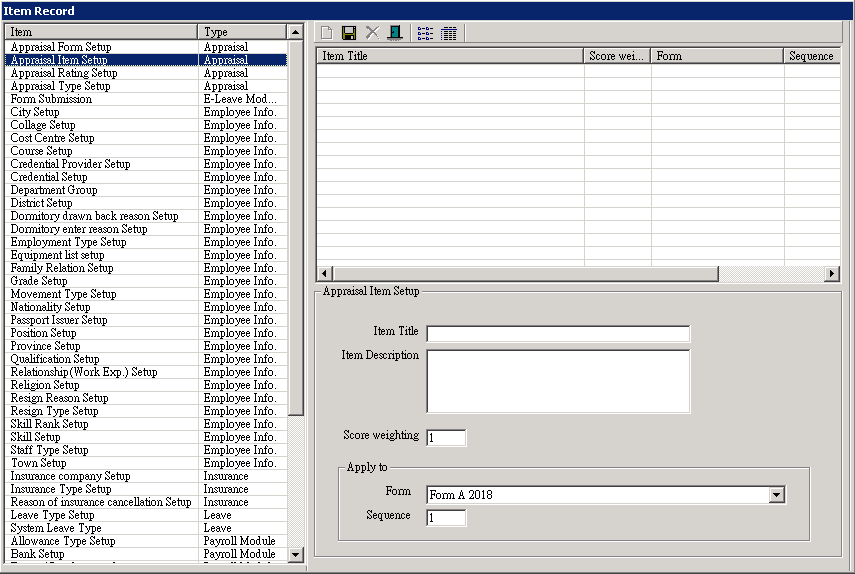 Item Record
Item Type
Appraisal Form Setup Appraisal
Appraisal Item Setup Appraisal
Appraisal Rating Setup Appraisal
Appraisal Type Setup Appraisal
Form Submission E-Leave Mod...
City Setup Employee Info.
Collage Setup Employee Info.
Cost Centre Setup Employee Info.
Course Setup Employee Info.
Credential Provider Setup Employee Info.
Credential Setup Employee Info.
Department Group Employee Info.
District Setup Employee Info.
Dormitory drawn back reason Setup Employee Info.
Dormitory enter reason Setup Employee Info.
Employment Type Setup Employee Info.
Equipment list setup Employee Info.
Family Relation Setup Employee Info.
Grade Setup Employee Info.
Movement Type Setup Employee Info.
Nationality Setup Employee Info.
Passport Issuer Setup Employee Info.
Position Setup Employee Info.
Province Setup Employee Info.
Qualification Setup Employee Info.
Relationship(Work Exp.) Setup Employee Info.
Religion Setup Employee Info.
Resign Reason Setup Employee Info.
Resign Type Setup Employee Info.
Skill Rank Setup Employee Info.
Skill Setup Employee Info.
Staff Type Setup Employee Info.
Town Setup Employee Info.
Insurance company Setup Insurance
Insurance Type Setup Insurance
Reason of insurance cancellation Setup Insurance
Leave Type Setup Leave
System Leave Type Leave
Allowance Type Setup Payroll Module
Bank Setup Payroll Module
Item Title Score wei... Form Sequence
Appraisal Item Setup
Item Title
Item Description
Score weighting 1
Apply to
Form Form A 2018
Sequence 1